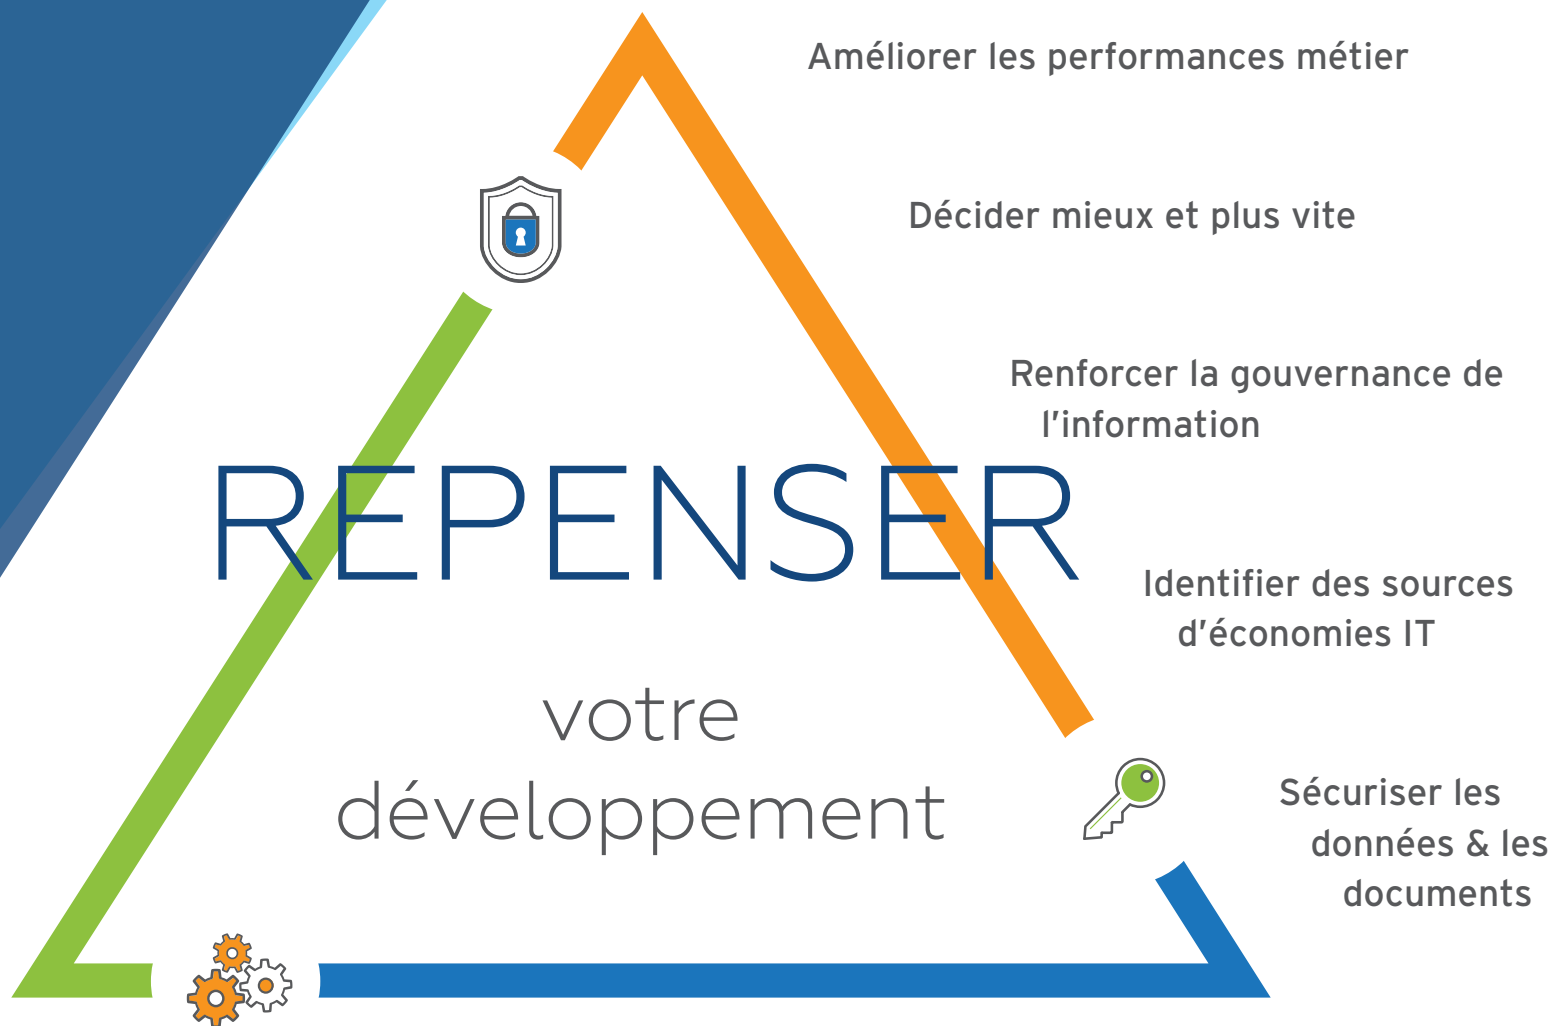 Améliorer les performances métier
Décider mieux et plus vite
Renforcer la gouvernance de
l'information
REPENSER
Identifier des sources
d'économies IT
votre
développement
Sécuriser les
données & les
documents